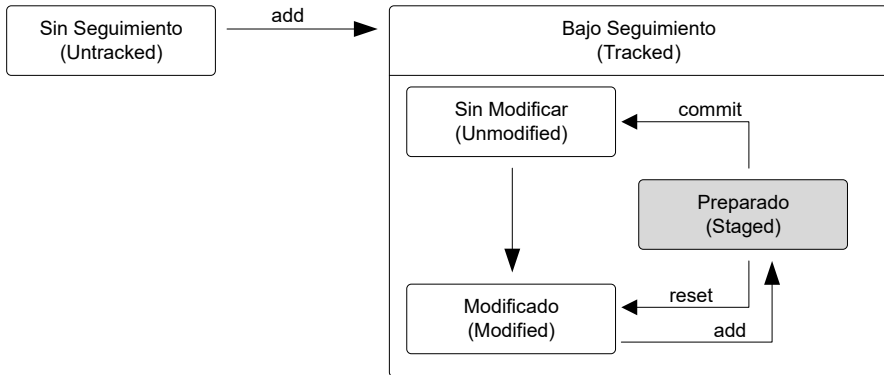 Sin Seguimiento
(Untracked)
add
Bajo Seguimiento
(Tracked)
Sin Modificar
(Unmodified)
commit
Preparado
(Staged)
Modificado
(Modified)
reset
add